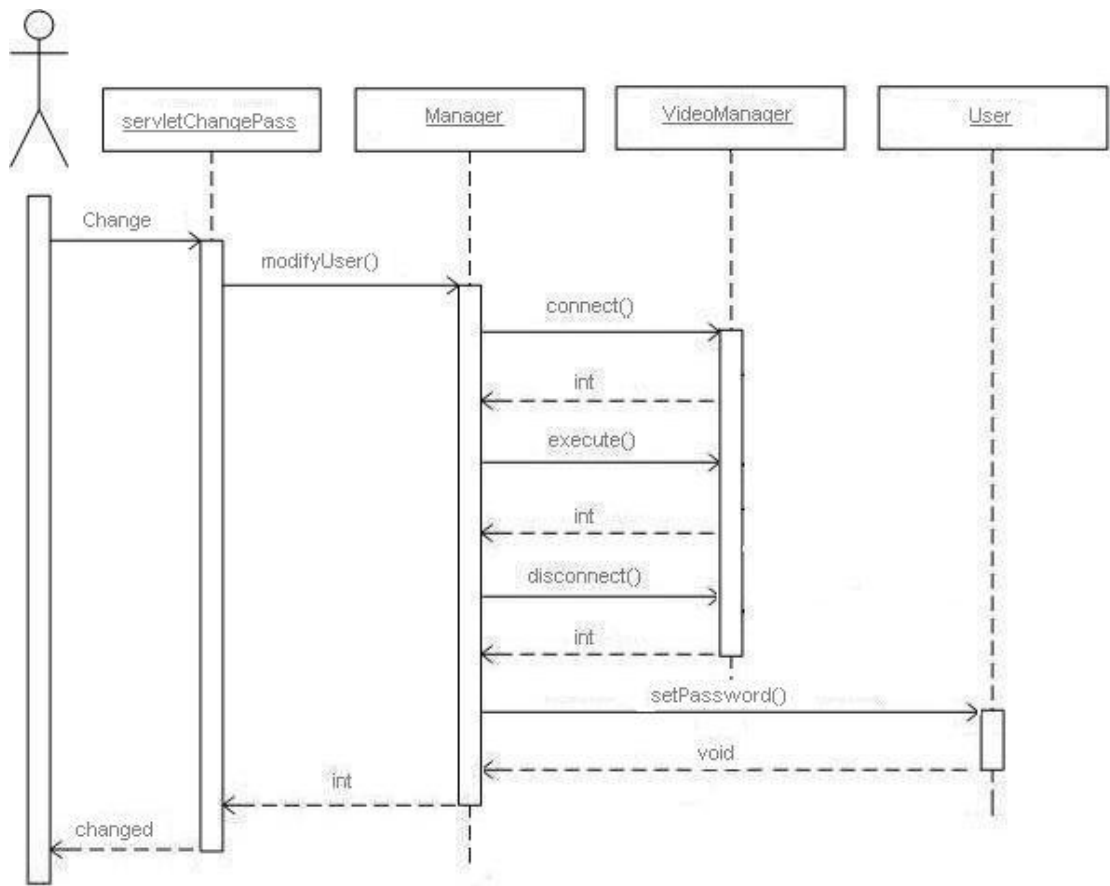 servletChangePass
Manager
VideoManager
User
Change
modifyUser()
connect()
int
execute()
int
disconnect()
int
setPassword()
void
int
changed